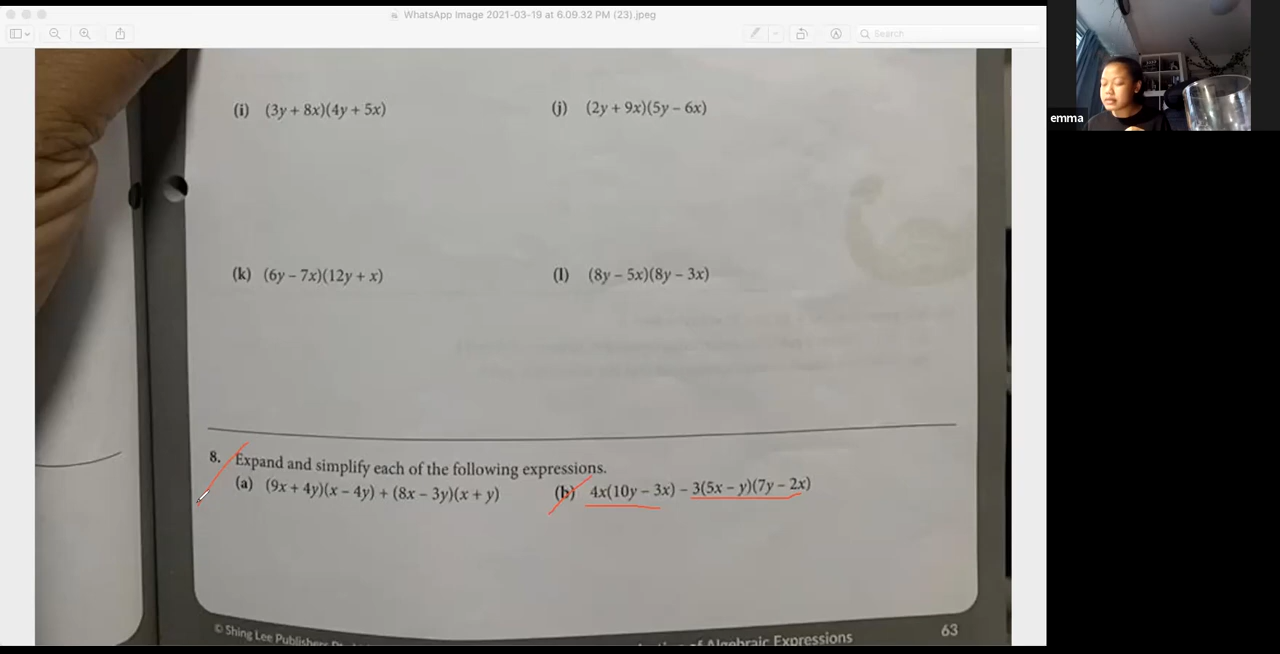 WhatsApp Image 2021-03-19 at 6.09.32 PM (23).jpeg
Search
emma
(i) (3y + 8x)(4y + 5x) (j) (2y + 9x)(5y – 6x)
(k) (6y – 7x)(12y + x) (l) (8y – 5x)(8y – 3x)
8. Expand and simplify each of the following expressions.
(a) (9x + 4y)(x – 4y) + (8x – 3y)(x + y) (b) 4x(10y – 3x) – 3(5x – y)(7y – 2x)
© Shing Lee Publishers of Algebraic Expressions 63